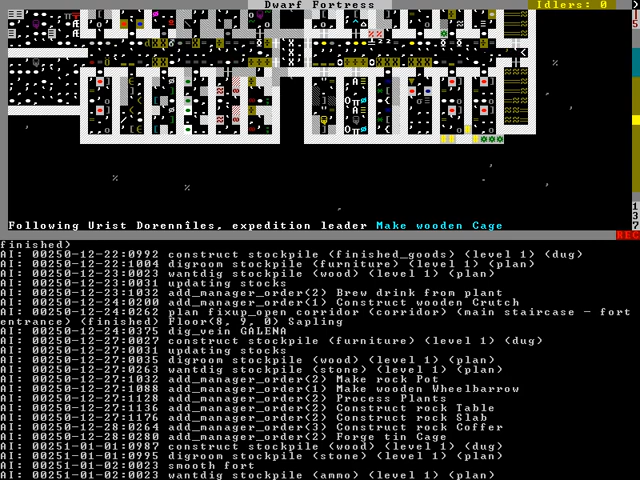 Dwarf Fortress
Idlers: 0
Following Urist Dorennîles, expedition leader Make wooden Cage
REC
finished)
AI: 00250-12-22:0992 construct stockpile (finished_goods) (level 1) (dug)
AI: 00250-12-22:1004 digroom stockpile (furniture) (level 1) (plan)
AI: 00250-12-23:0023 wantdig stockpile (wood) (level 1) (plan)
AI: 00250-12-23:0031 updating stocks
AI: 00250-12-23:1032 add_manager_order(2) Brew drink from plant
AI: 00250-12-24:0200 add_manager_order(1) Construct wooden Crutch
AI: 00250-12-24:0262 plan fixup_open corridor (corridor) (main staircase - fort
entrance) (finished) Floor(8, 9, 0) Sapling
AI: 00250-12-24:0375 dig_vein GALENA
AI: 00250-12-27:0027 construct stockpile (furniture) (level 1) (dug)
AI: 00250-12-27:0031 updating stocks
AI: 00250-12-27:0035 digroom stockpile (wood) (level 1) (plan)
AI: 00250-12-27:0263 wantdig stockpile (stone) (level 1) (plan)
AI: 00250-12-27:1032 add_manager_order(2) Make rock Pot
AI: 00250-12-27:1088 add_manager_order(1) Make wooden Wheelbarrow
AI: 00250-12-27:1128 add_manager_order(2) Process Plants
AI: 00250-12-27:1136 add_manager_order(2) Construct rock Table
AI: 00250-12-27:1176 add_manager_order(2) Construct rock Slab
AI: 00250-12-28:0264 add_manager_order(3) Construct rock Coffer
AI: 00250-12-28:0280 add_manager_order(2) Forge tin Cage
AI: 00251-01-01:0987 construct stockpile (wood) (level 1) (dug)
AI: 00251-01-01:0995 digroom stockpile (stone) (level 1) (plan)
AI: 00251-01-02:0023 smooth fort
AI: 00251-01-02:0023 wantdig stockpile (ammo) (level 1) (plan)